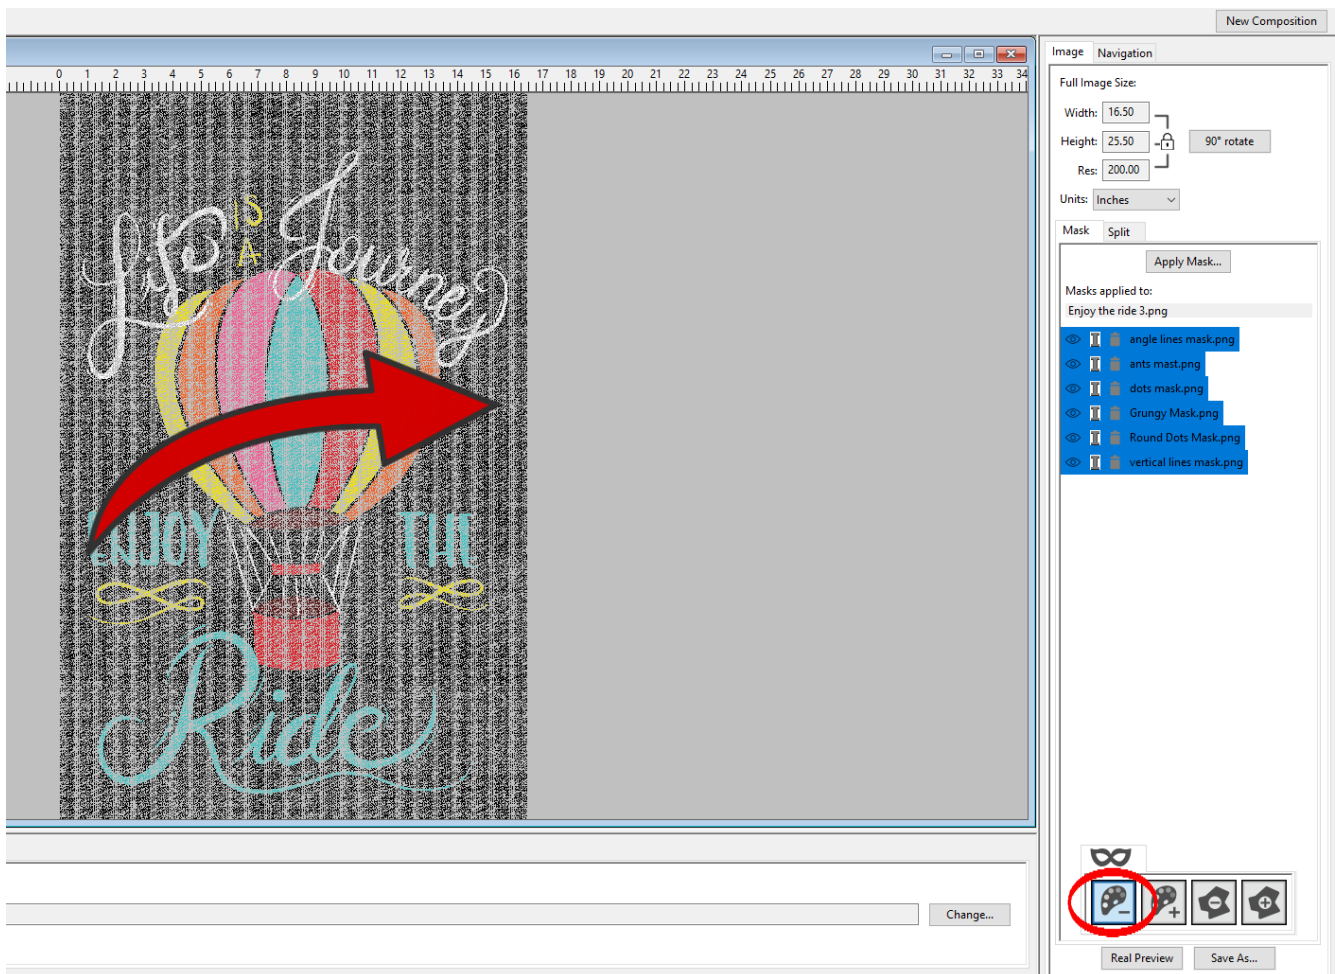 New Composition
Image Navigation
0 1 2 3 4 5 6 7 8 9 10 11 12 13 14 15 16 17 18 19 20 21 22 23 24 25 26 27 28 29 30 31 32 33 34
Full Image Size:
Width: 16.50
Height: 25.50 90° rotate
Res: 200.00
Units: Inches
Mask Split
Apply Mask...
Masks applied to:
Enjoy the ride 3.png
angle lines mask.png
ants mast.png
dots mask.png
Grungy Mask.png
Round Dots Mask.png
vertical lines mask.png
Life IS A Journey
ENJOY THE
Ride
Change...
Real Preview Save As...